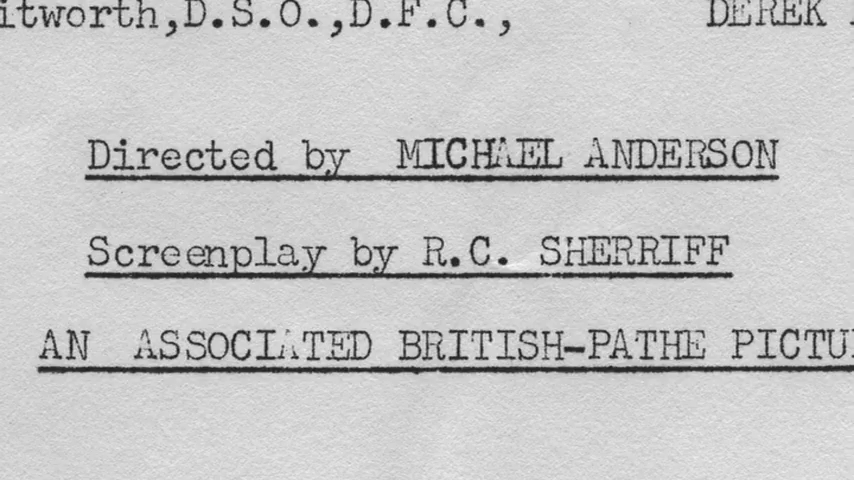 itworth,D.S.O.,D.F.C., DEREK
Directed by MICHAEL ANDERSON
Screenplay by R.C. SHERRIFF
AN ASSOCIATED BRITISH-PATHE PICTU